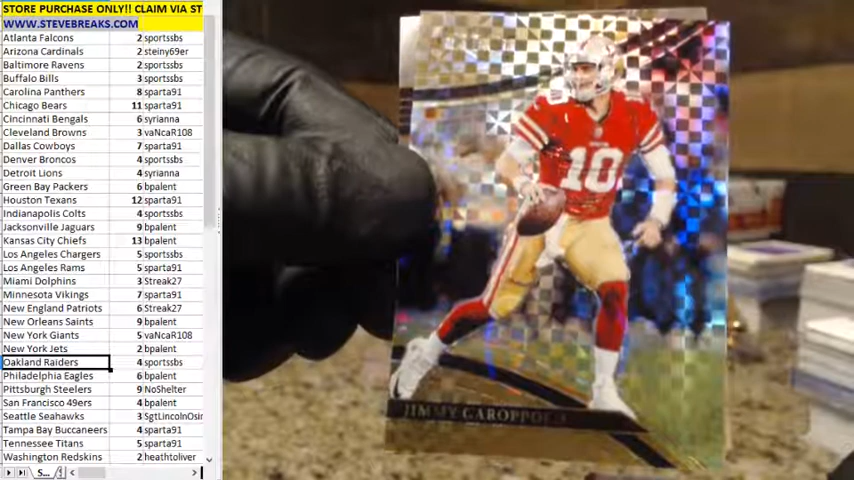 STORE PURCHASE ONLY!! CLAIM VIA ST
WWW.STEVEBREAKS.COM
Atlanta Falcons 2 sportssbs
Arizona Cardinals 2 steiny69er
Baltimore Ravens 2 sportssbs
Buffalo Bills 3 sportssbs
Carolina Panthers 8 sparta91
Chicago Bears 11 sparta91
Cincinnati Bengals 6 syrianna
Cleveland Browns 3 vaNcaR108
Dallas Cowboys 7 sparta91
Denver Broncos 4 sportssbs
Detroit Lions 4 syrianna
Green Bay Packers 6 bpalent
Houston Texans 12 sparta91
Indianapolis Colts 4 sportssbs
Jacksonville Jaguars 9 bpalent
Kansas City Chiefs 13 bpalent
Los Angeles Chargers 5 sportssbs
Los Angeles Rams 5 sparta91
Miami Dolphins 3 Streak27
Minnesota Vikings 7 sparta91
New England Patriots 6 Streak27
New Orleans Saints 9 bpalent
New York Giants 5 vaNcaR108
New York Jets 2 bpalent
Oakland Raiders 4 sportssbs
Philadelphia Eagles 6 bpalent
Pittsburgh Steelers 9 NoShelter
San Francisco 49ers 4 bpalent
Seattle Seahawks 3 SgtLincolnOsir
Tampa Bay Buccaneers 4 sparta91
Tennessee Titans 5 sparta91
Washington Redskins 2 heathtoliver
S...
10
10
JIMMY GAROPPOLO